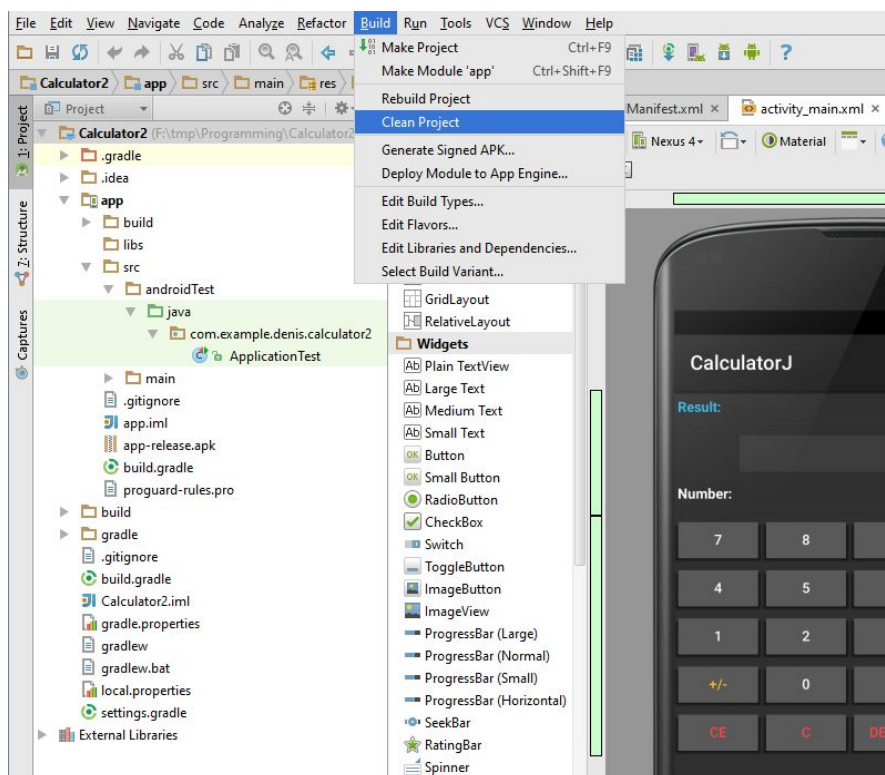 File Edit View Navigate Code Analyze Refactor Build Run Tools VCS Window Help
Make Project Ctrl+F9
Make Module 'app' Ctrl+Shift+F9
Rebuild Project
Clean Project
Generate Signed APK...
Deploy Module to App Engine...
Edit Build Types...
Edit Flavors...
Edit Libraries and Dependencies...
Select Build Variant...
Calculator2 app src main res
1: Project
7: Structure
Captures
Project
Calculator2 (F:\tmp\Programming\Calculator2
.gradle
.idea
app
build
libs
src
androidTest
java
com.example.denis.calculator2
ApplicationTest
main
.gitignore
app.iml
app-release.apk
build.gradle
proguard-rules.pro
build
gradle
.gitignore
build.gradle
Calculator2.iml
gradle.properties
gradlew
gradlew.bat
local.properties
settings.gradle
External Libraries
GridLayout
RelativeLayout
Widgets
Ab Plain TextView
Ab Large Text
Ab Medium Text
Ab Small Text
OK Button
OK Small Button
RadioButton
CheckBox
Switch
ToggleButton
ImageButton
ImageView
ProgressBar (Large)
ProgressBar (Normal)
ProgressBar (Small)
ProgressBar (Horizontal)
SeekBar
RatingBar
Spinner
Manifest.xml activity_main.xml
Nexus 4 Material
CalculatorJ
Result:
Number:
7 8
4 5
1 2
+/- 0
CE C DE